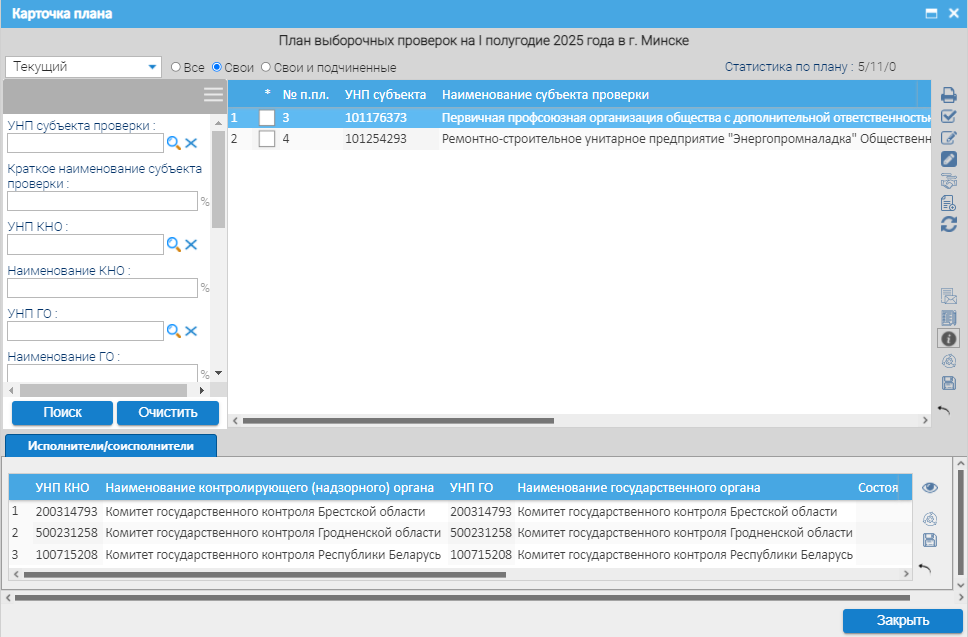 Карточка плана
План выборочных проверок на I полугодие 2025 года в г. Минске
Текущий Все Свои Свои и подчиненные Статистика по плану : 5/11/0
* № п.пл. УНП субъекта Наименование субъекта проверки
1 3 101176373 Первичная профсоюзная организация общества с дополнительной ответственностью
2 4 101254293 Ремонтно-строительное унитарное предприятие "Энергопромналадка" Общественн
УНП субъекта проверки :
Краткое наименование субъекта
проверки :
%
УНП КНО :
Наименование КНО :
%
УНП ГО :
Наименование ГО :
%
Поиск Очистить
Исполнители/соисполнители
УНП КНО Наименование контролирующего (надзорного) органа УНП ГО Наименование государственного органа Состоя
1 200314793 Комитет государственного контроля Брестской области 200314793 Комитет государственного контроля Брестской области
2 500231258 Комитет государственного контроля Гродненской области 500231258 Комитет государственного контроля Гродненской области
3 100715208 Комитет государственного контроля Республики Беларусь 100715208 Комитет государственного контроля Республики Беларусь
Закрыть